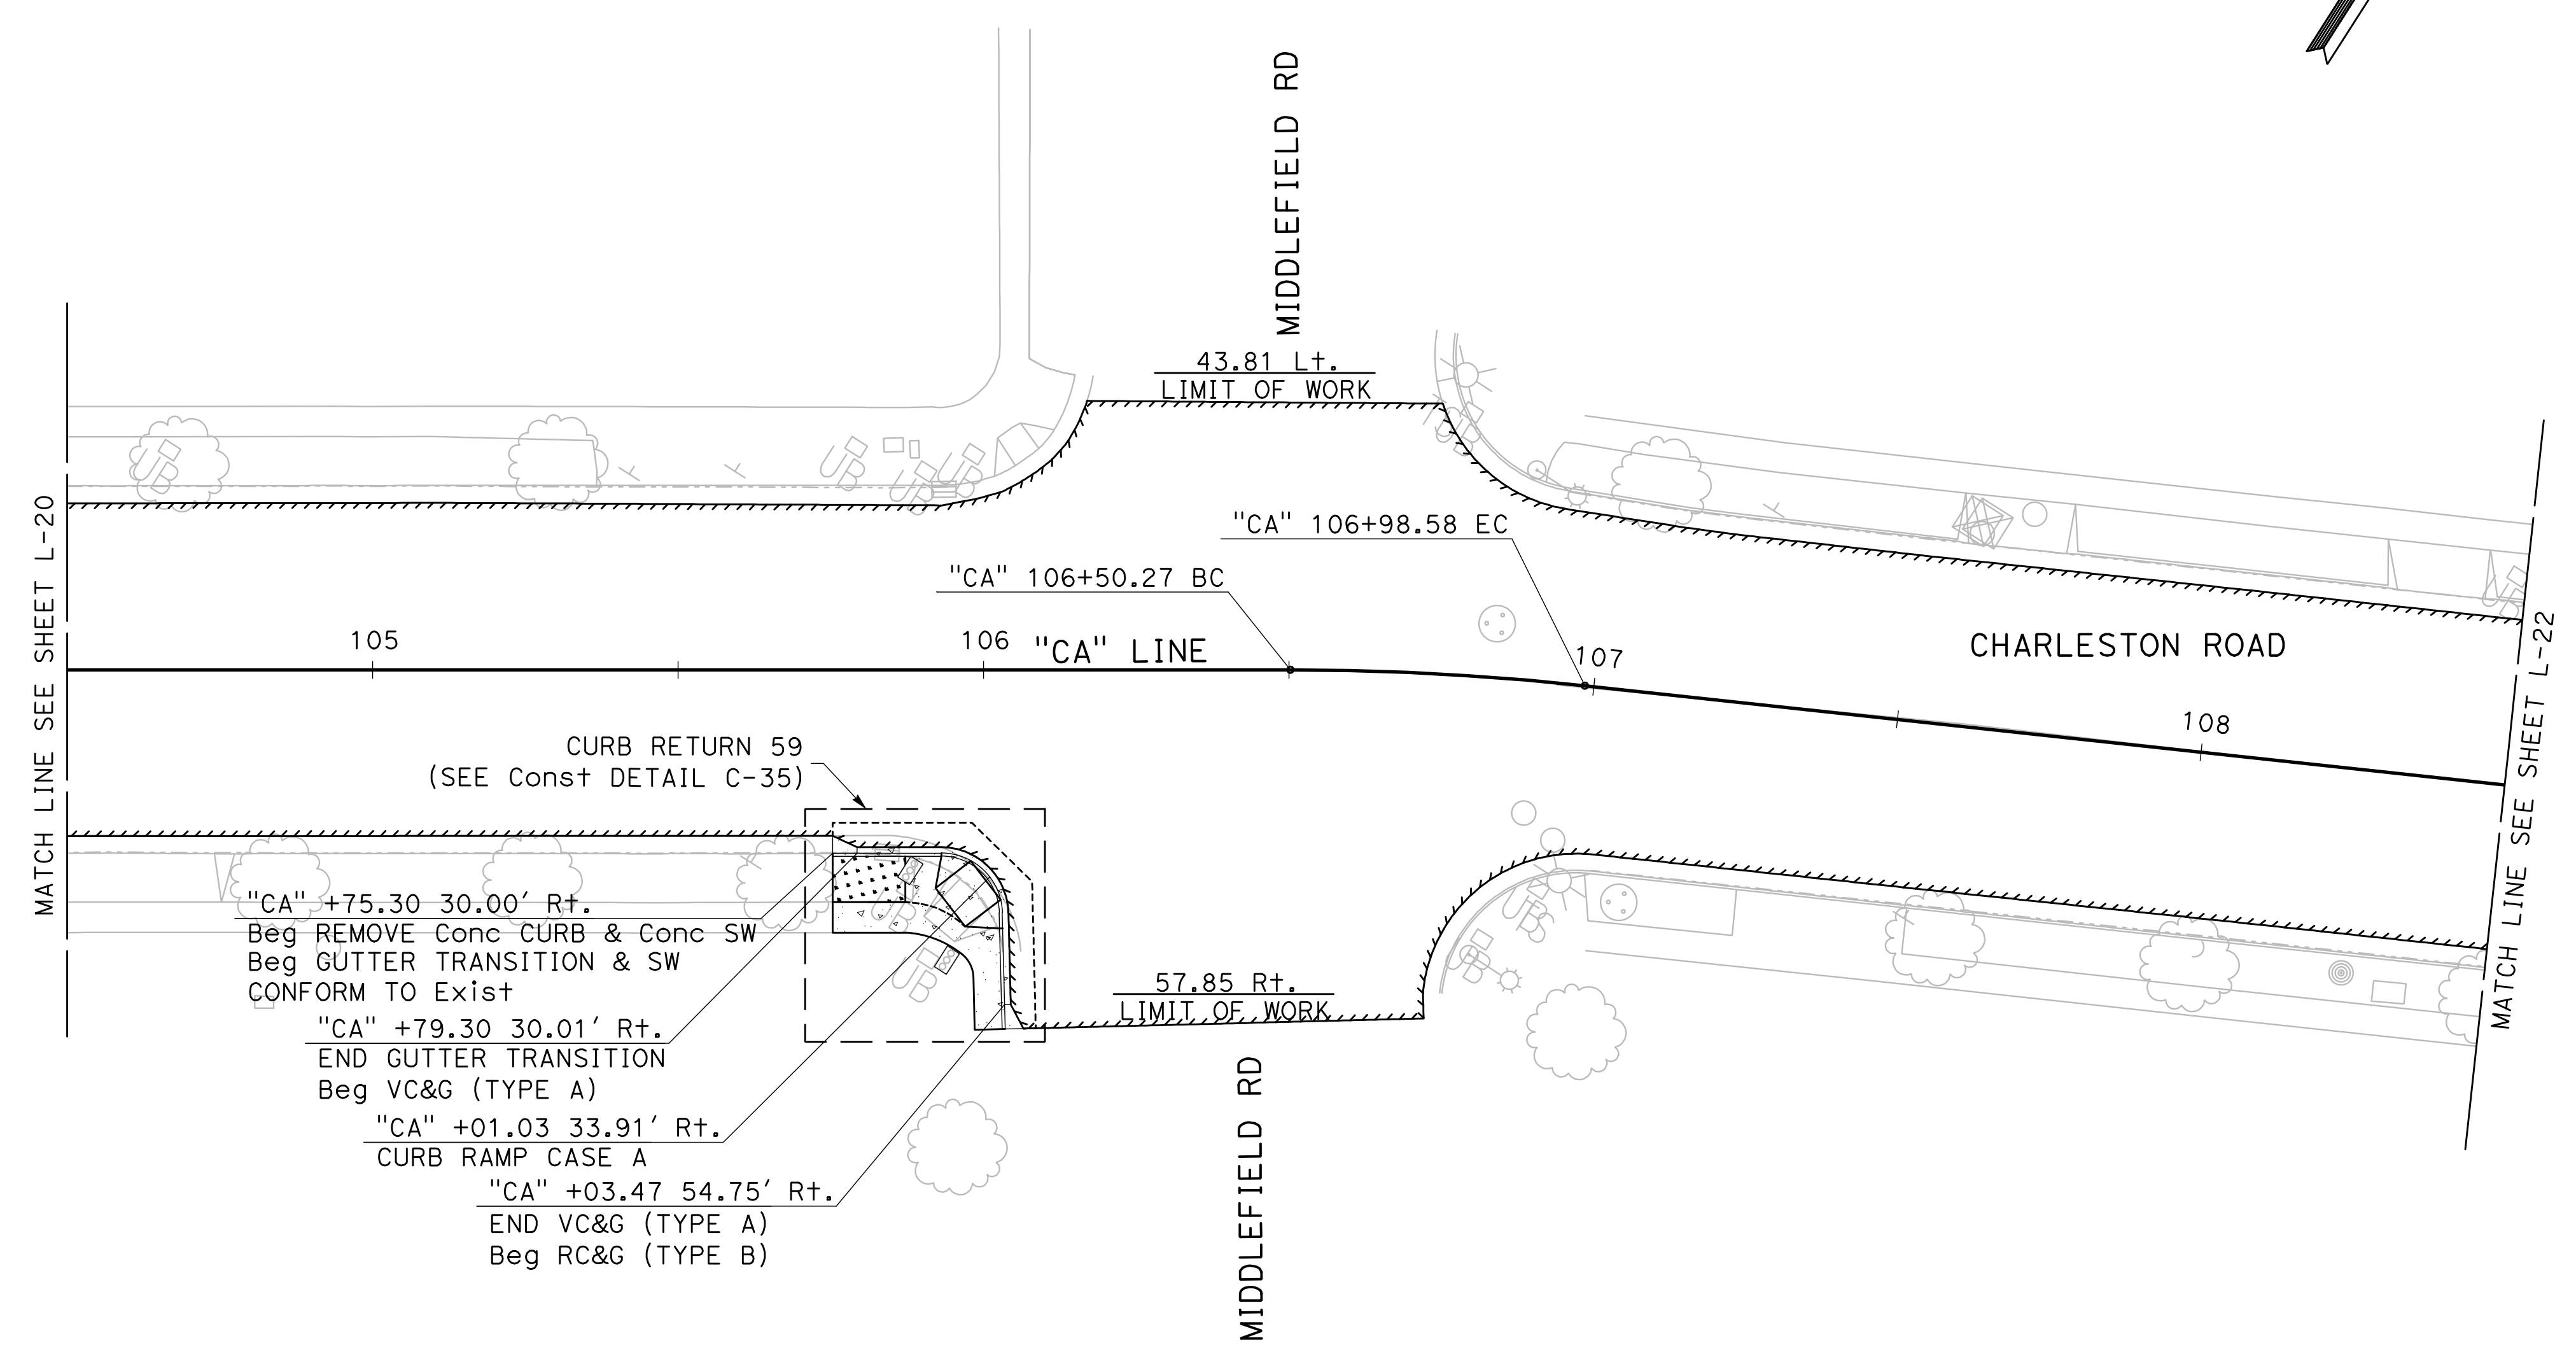 MIDDLEFIELD RD
43.81 Lt.
LIMIT OF WORK
MATCH LINE SEE SHEET L-20
"CA" 106+98.58 EC
"CA" 106+50.27 BC
105
106
"CA" LINE
107
CHARLESTON ROAD
108
MATCH LINE SEE SHEET L-22
CURB RETURN 59
(SEE Const DETAIL C-35)
"CA" +75.30 30.00' Rt.
Beg REMOVE Conc CURB & Conc SW
Beg GUTTER TRANSITION & SW
CONFORM TO Exist
"CA" +79.30 30.01' Rt.
END GUTTER TRANSITION
Beg VC&G (TYPE A)
"CA" +01.03 33.91' Rt.
CURB RAMP CASE A
"CA" +03.47 54.75' Rt.
END VC&G (TYPE A)
Beg RC&G (TYPE B)
57.85 Rt.
LIMIT OF WORK
MIDDLEFIELD RD